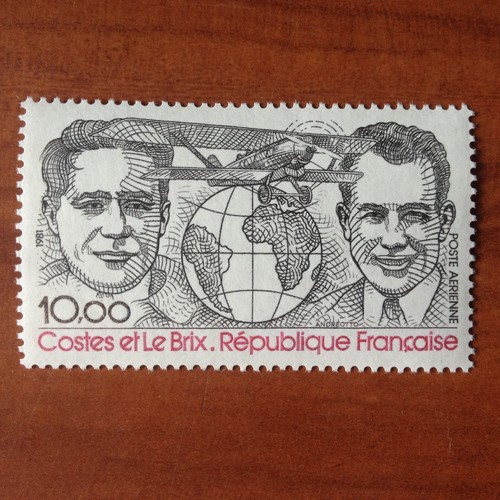 1981
POSTE AERIENNE
10,00
ANDREOTTO
Costes et Le Brix. République Française